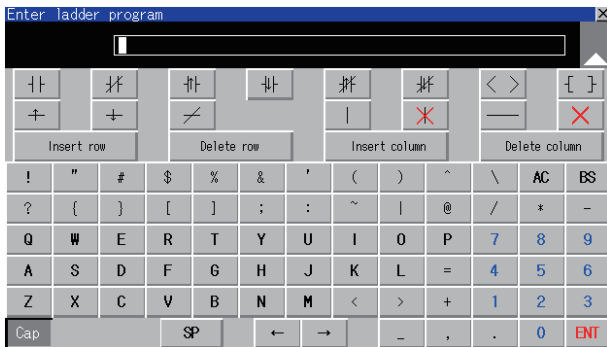 Enter ladder program
< > { }
Insert row Delete row Insert column Delete column
! " # $ % & ' ( ) ^ \ AC BS
? { } [ ] ; : ~ | @ / * -
Q W E R T Y U I O P 7 8 9
A S D F G H J K L = 4 5 6
Z X C V B N M < > + 1 2 3
Cap SP ← → _ , . 0 ENT